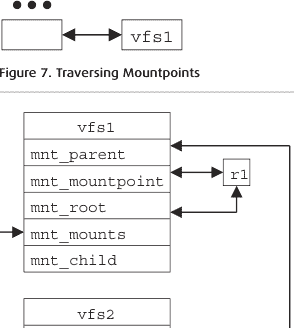 vfs1
Figure 7. Traversing Mountpoints
vfs1
mnt_parent
mnt_mountpoint
r1
mnt_root
mnt_mounts
mnt_child
vfs2